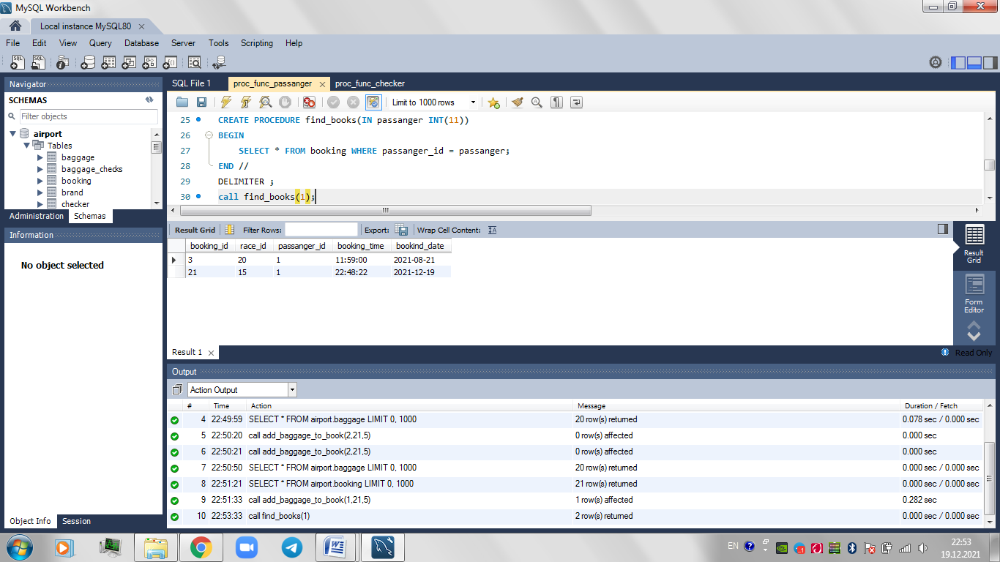 MySQL Workbench
Local instance MySQL80
File Edit View Query Database Server Tools Scripting Help
Navigator
SCHEMAS
Filter objects
airport
Tables
baggage
baggage_checks
booking
brand
checker
Administration Schemas
Information
No object selected
Object Info Session
SQL File 1 proc_func_passanger proc_func_checker
Limit to 1000 rows
25 CREATE PROCEDURE find_books(IN passanger INT(11))
26 BEGIN
27 SELECT * FROM booking WHERE passanger_id = passanger;
28 END //
29 DELIMITER ;
30 call find_books(1);
Result Grid Filter Rows: Export: Wrap Cell Content:
booking_id race_id passanger_id booking_time bookind_date
3 20 1 11:59:00 2021-08-21
21 15 1 22:48:22 2021-12-19
Result Grid
Form Editor
Result 1
Read Only
Output
Action Output
# Time Action Message Duration / Fetch
4 22:49:59 SELECT * FROM airport.baggage LIMIT 0, 1000 20 row(s) returned 0.078 sec / 0.000 sec
5 22:50:20 call add_baggage_to_book(2,21,5) 0 row(s) affected 0.000 sec
6 22:50:21 call add_baggage_to_book(2,21,5) 0 row(s) affected 0.000 sec
7 22:50:50 SELECT * FROM airport.baggage LIMIT 0, 1000 20 row(s) returned 0.000 sec / 0.000 sec
8 22:51:21 SELECT * FROM airport.booking LIMIT 0, 1000 21 row(s) returned 0.000 sec / 0.000 sec
9 22:51:33 call add_baggage_to_book(1,21,5) 1 row(s) affected 0.282 sec
10 22:53:33 call find_books(1) 2 row(s) returned 0.000 sec / 0.000 sec
EN
22:53
19.12.2021